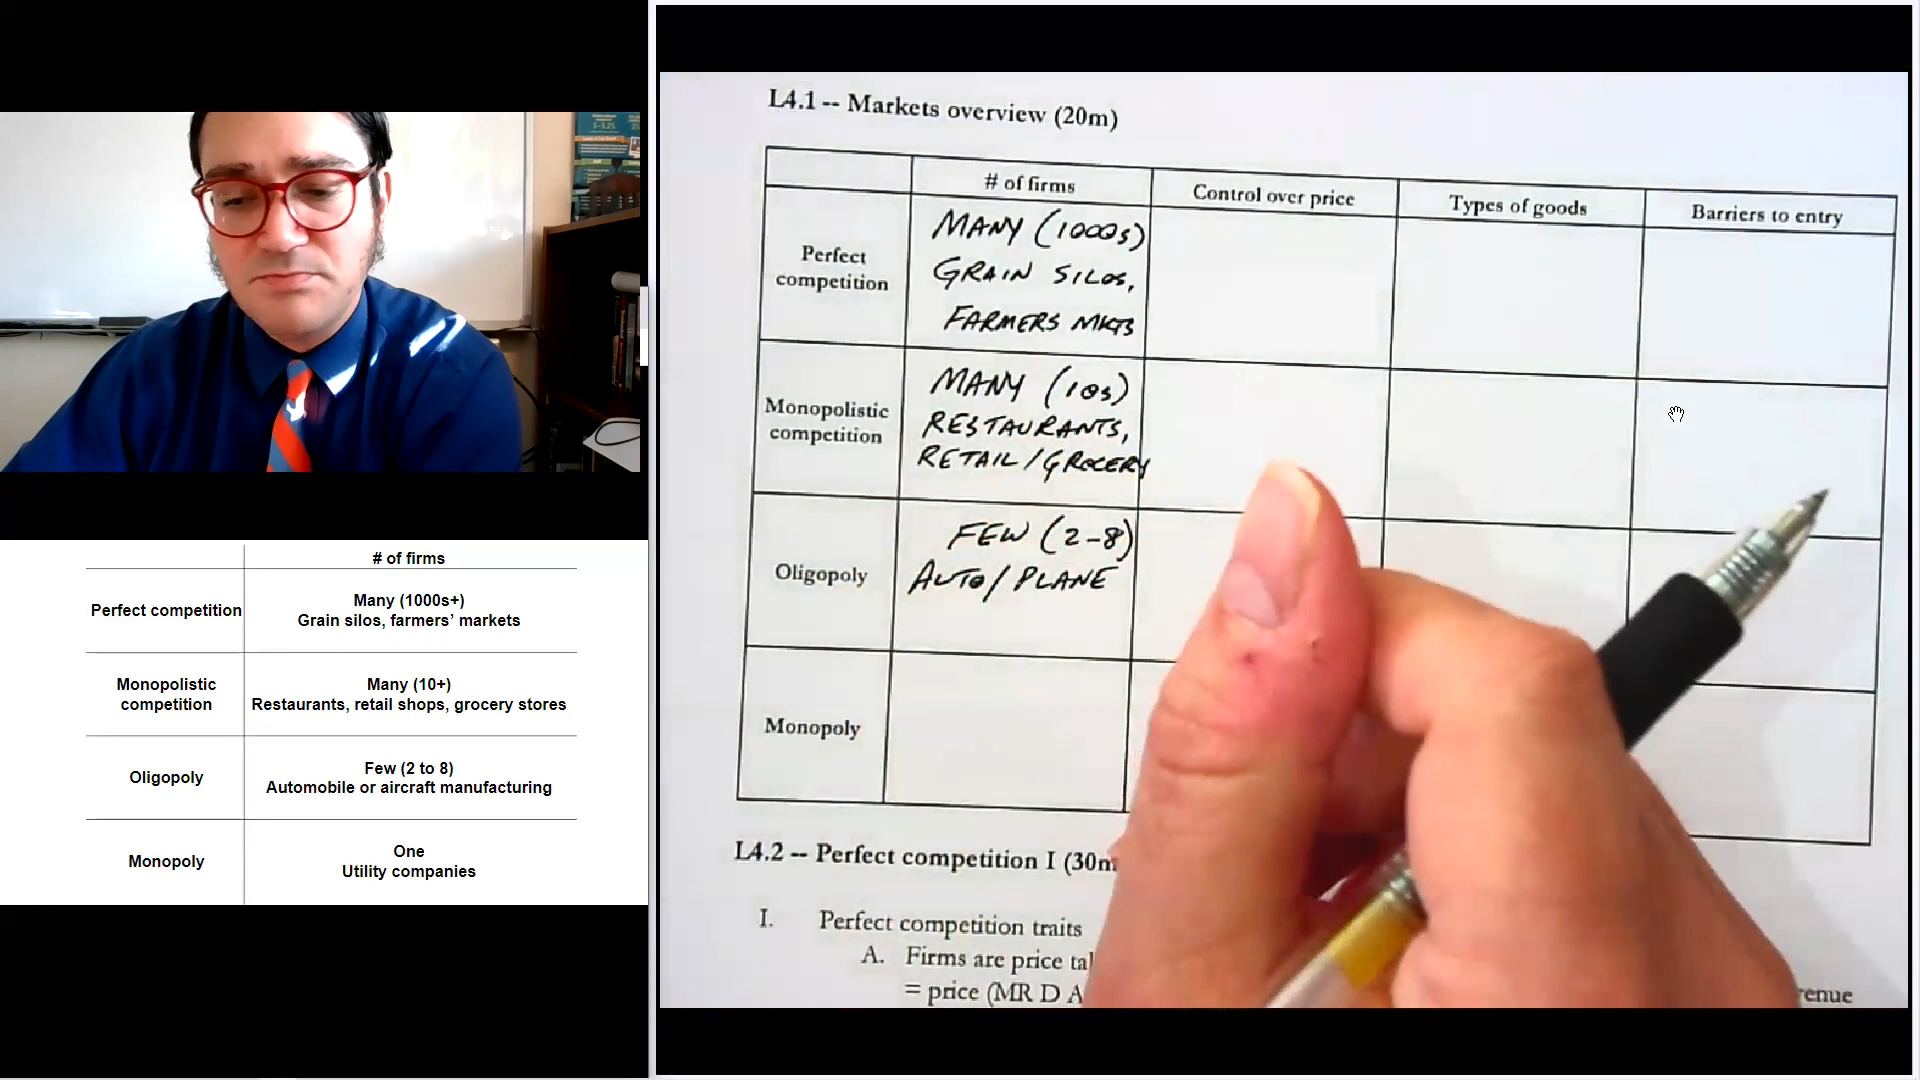 # of firms
Perfect competition
Many (1000s+)
Grain silos, farmers’ markets
Monopolistic
competition
Many (10+)
Restaurants, retail shops, grocery stores
Oligopoly
Few (2 to 8)
Automobile or aircraft manufacturing
Monopoly
One
Utility companies
L4.1 -- Markets overview (20m)
# of firms
Control over price
Types of goods
Barriers to entry
Perfect
competition
MANY (1000s)
GRAIN SILOS,
FARMERS MKTS
Monopolistic
competition
MANY (10s)
RESTAURANTS,
RETAIL/GROCERY
Oligopoly
FEW (2-8)
AUTO/PLANE
Monopoly
L4.2 -- Perfect competition I (30m
I. Perfect competition traits
A. Firms are price
= price (MR D A